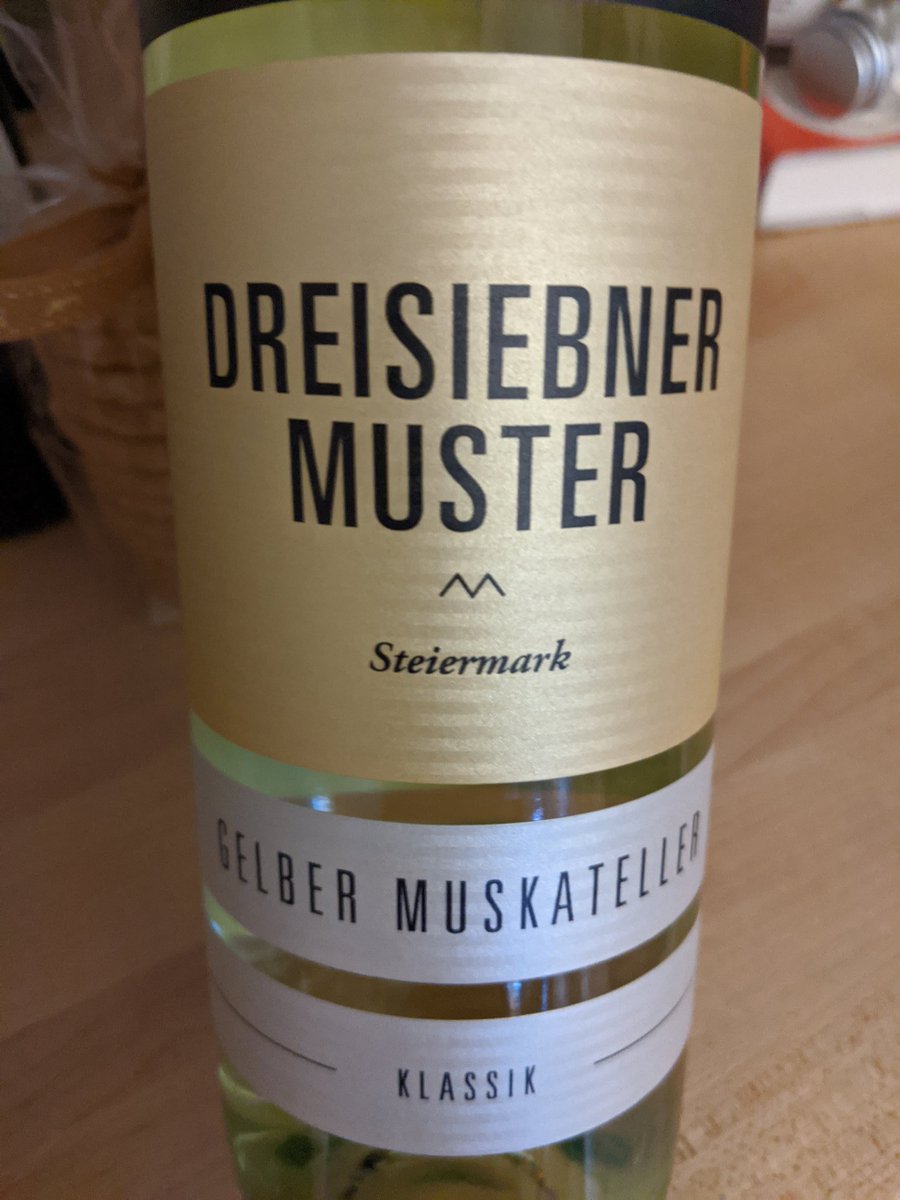 DREISIEBNER
MUSTER
Steiermark
GELBER MUSKATELLER
KLASSIK